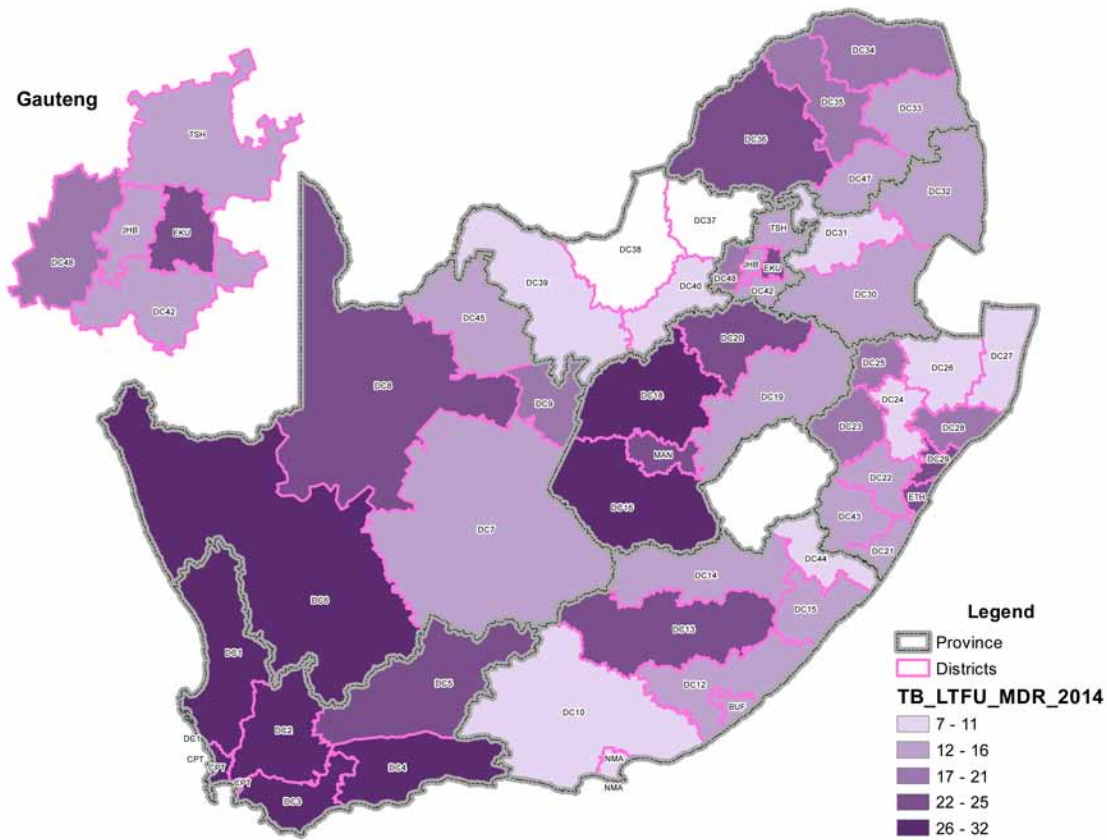 Gauteng
TSH
JHB
EKU
DC48
DC42
DC34
DC35
DC33
DC36
DC47
DC32
DC37
DC38
TSH
DC31
DC39
DC48
JHB
EKU
DC40
DC42
DC30
DC45
DC20
DC27
DC25
DC26
DC8
DC9
DC18
DC19
DC24
DC23
DC28
MAN
DC29
DC22
ETH
DC16
DC43
DC7
DC21
DC44
DC14
DC15
DC6
DC13
DC1
DC5
DC12
BUF
DC10
DC2
DC1
CPT
CPT
DC4
CPT
DC3
NMA
NMA
Legend
Province
Districts
TB_LTFU_MDR_2014
7 - 11
12 - 16
17 - 21
22 - 25
26 - 32